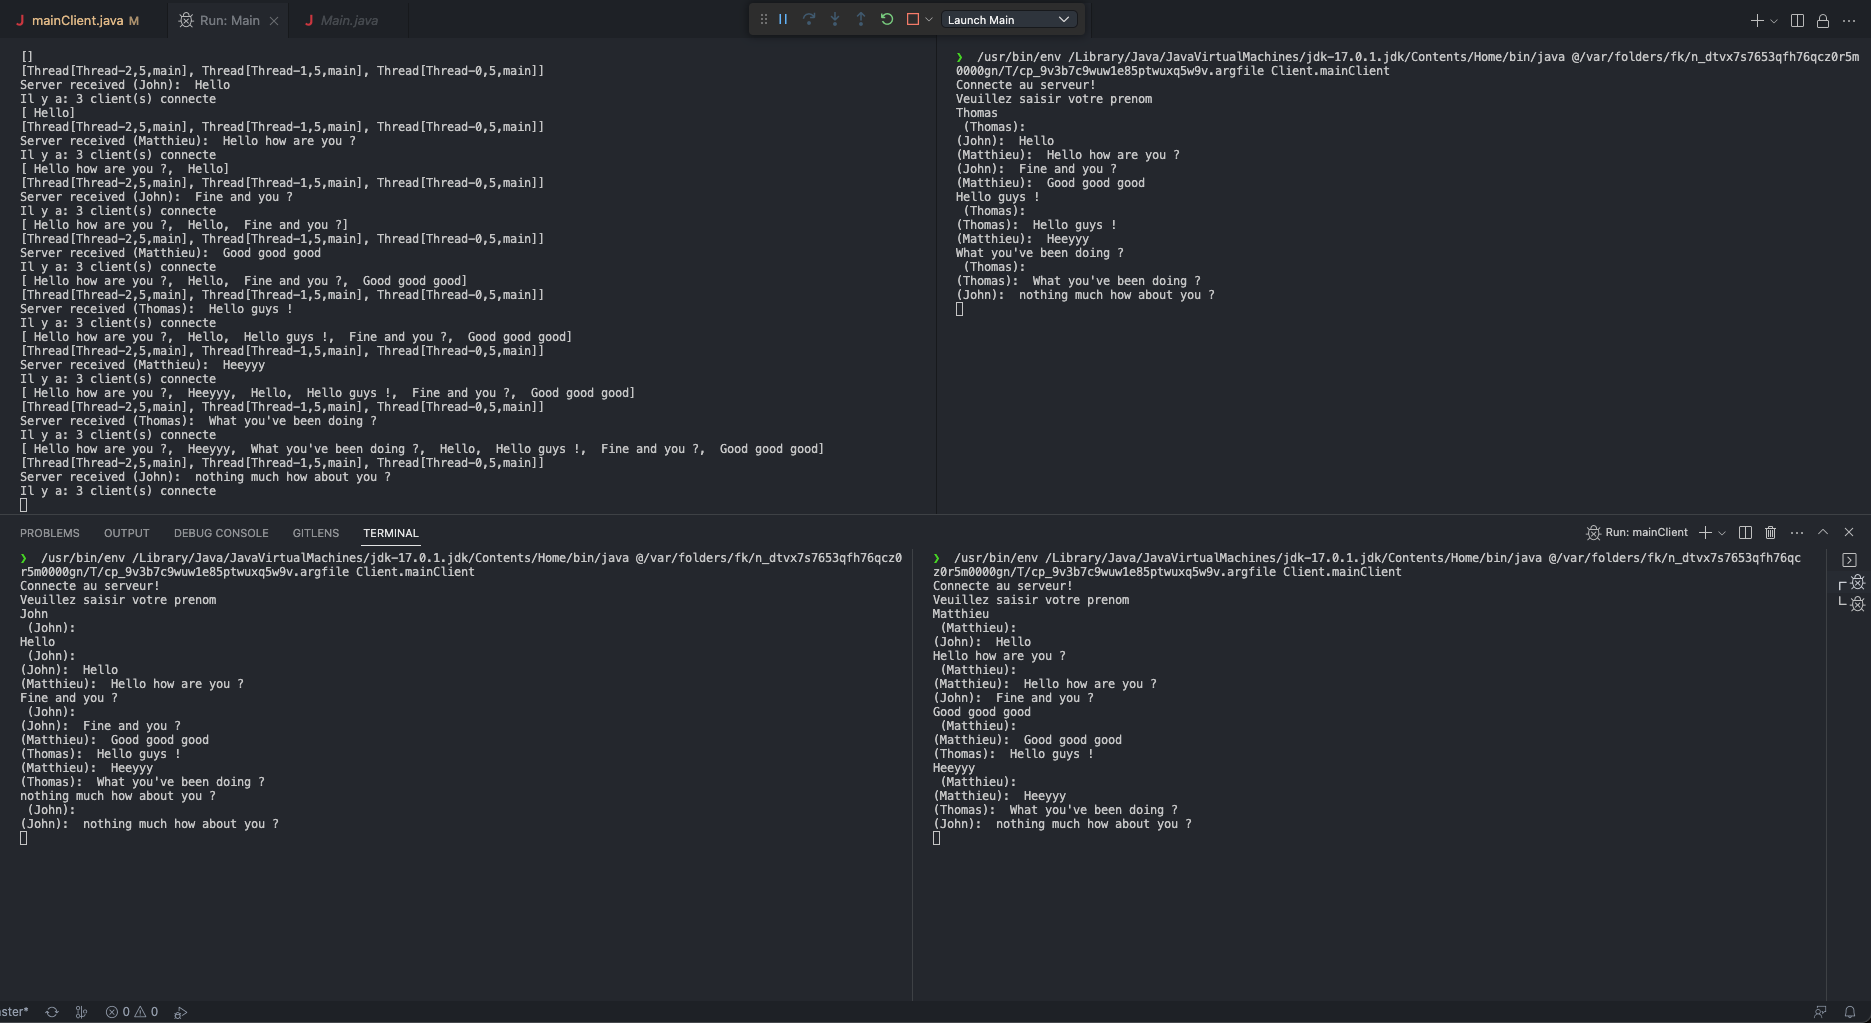 mainClient.java M
Run: Main
Main.java
Launch Main
[]
[Thread[Thread-2,5,main], Thread[Thread-1,5,main], Thread[Thread-0,5,main]]
Server received (John):  Hello
Il y a: 3 client(s) connecte
[ Hello]
[Thread[Thread-2,5,main], Thread[Thread-1,5,main], Thread[Thread-0,5,main]]
Server received (Matthieu):  Hello how are you ?
Il y a: 3 client(s) connecte
[ Hello how are you ?,  Hello]
[Thread[Thread-2,5,main], Thread[Thread-1,5,main], Thread[Thread-0,5,main]]
Server received (John):  Fine and you ?
Il y a: 3 client(s) connecte
[ Hello how are you ?,  Hello,  Fine and you ?]
[Thread[Thread-2,5,main], Thread[Thread-1,5,main], Thread[Thread-0,5,main]]
Server received (Matthieu):  Good good good
Il y a: 3 client(s) connecte
[ Hello how are you ?,  Hello,  Fine and you ?,  Good good good]
[Thread[Thread-2,5,main], Thread[Thread-1,5,main], Thread[Thread-0,5,main]]
Server received (Thomas):  Hello guys !
Il y a: 3 client(s) connecte
[ Hello how are you ?,  Hello,  Hello guys !,  Fine and you ?,  Good good good]
[Thread[Thread-2,5,main], Thread[Thread-1,5,main], Thread[Thread-0,5,main]]
Server received (Matthieu):  Heeyyy
Il y a: 3 client(s) connecte
[ Hello how are you ?,  Heeyyy,  Hello,  Hello guys !,  Fine and you ?,  Good good good]
[Thread[Thread-2,5,main], Thread[Thread-1,5,main], Thread[Thread-0,5,main]]
Server received (Thomas):  What you've been doing ?
Il y a: 3 client(s) connecte
[ Hello how are you ?,  Heeyyy,  What you've been doing ?,  Hello,  Hello guys !,  Fine and you ?,  Good good good]
[Thread[Thread-2,5,main], Thread[Thread-1,5,main], Thread[Thread-0,5,main]]
Server received (John):  nothing much how about you ?
Il y a: 3 client(s) connecte
❯ /usr/bin/env /Library/Java/JavaVirtualMachines/jdk-17.0.1.jdk/Contents/Home/bin/java @/var/folders/fk/n_dtvx7s7653qfh76qcz0r5m
0000gn/T/cp_9v3b7c9wuw1e85ptwuxq5w9v.argfile Client.mainClient
Connecte au serveur!
Veuillez saisir votre prenom
Thomas
(Thomas):
(John):  Hello
(Matthieu):  Hello how are you ?
(John):  Fine and you ?
(Matthieu):  Good good good
Hello guys !
(Thomas):
(Thomas):  Hello guys !
(Matthieu):  Heeyyy
What you've been doing ?
(Thomas):
(Thomas):  What you've been doing ?
(John):  nothing much how about you ?
PROBLEMS OUTPUT DEBUG CONSOLE GITLENS TERMINAL
Run: mainClient
❯ /usr/bin/env /Library/Java/JavaVirtualMachines/jdk-17.0.1.jdk/Contents/Home/bin/java @/var/folders/fk/n_dtvx7s7653qfh76qcz0
r5m0000gn/T/cp_9v3b7c9wuw1e85ptwuxq5w9v.argfile Client.mainClient
Connecte au serveur!
Veuillez saisir votre prenom
John
(John):
Hello
(John):
(John):  Hello
(Matthieu):  Hello how are you ?
Fine and you ?
(John):
(John):  Fine and you ?
(Matthieu):  Good good good
(Thomas):  Hello guys !
(Matthieu):  Heeyyy
(Thomas):  What you've been doing ?
nothing much how about you ?
(John):
(John):  nothing much how about you ?
❯ /usr/bin/env /Library/Java/JavaVirtualMachines/jdk-17.0.1.jdk/Contents/Home/bin/java @/var/folders/fk/n_dtvx7s7653qfh76qc
z0r5m0000gn/T/cp_9v3b7c9wuw1e85ptwuxq5w9v.argfile Client.mainClient
Connecte au serveur!
Veuillez saisir votre prenom
Matthieu
(Matthieu):
(John):  Hello
Hello how are you ?
(Matthieu):
(Matthieu):  Hello how are you ?
(John):  Fine and you ?
Good good good
(Matthieu):
(Matthieu):  Good good good
(Thomas):  Hello guys !
Heeyyy
(Matthieu):
(Matthieu):  Heeyyy
(Thomas):  What you've been doing ?
(John):  nothing much how about you ?
ster* 0 0